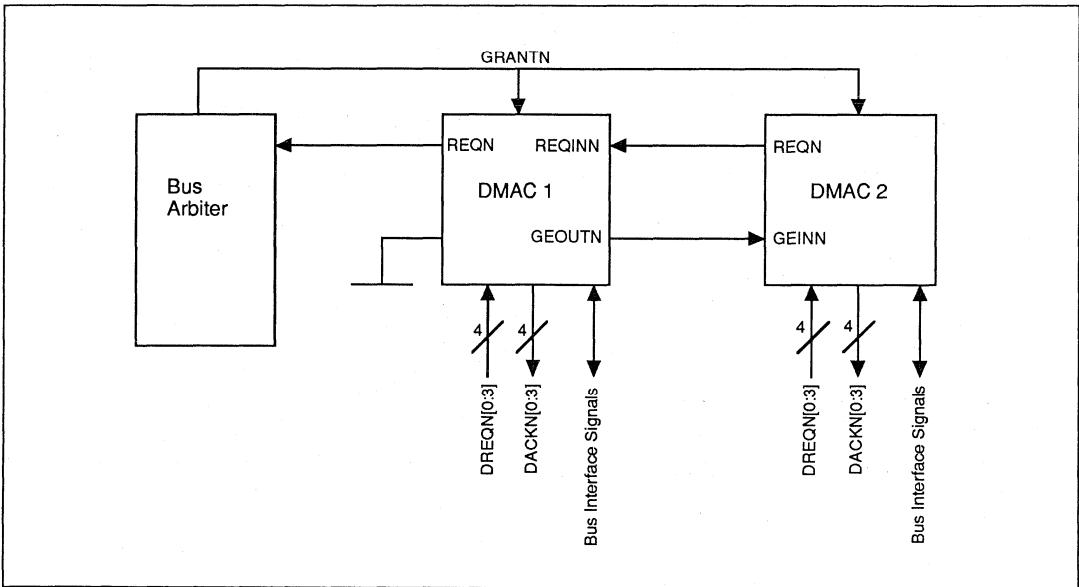 GRANTN
REQN
REQINN
REQN
Bus
Arbiter
DMAC 1
DMAC 2
GEOUTN
GEINN
4
4
4
4
DREQN[0:3]
DACKN[0:3]
Bus Interface Signals
DREQN[0:3]
DACKN[0:3]
Bus Interface Signals